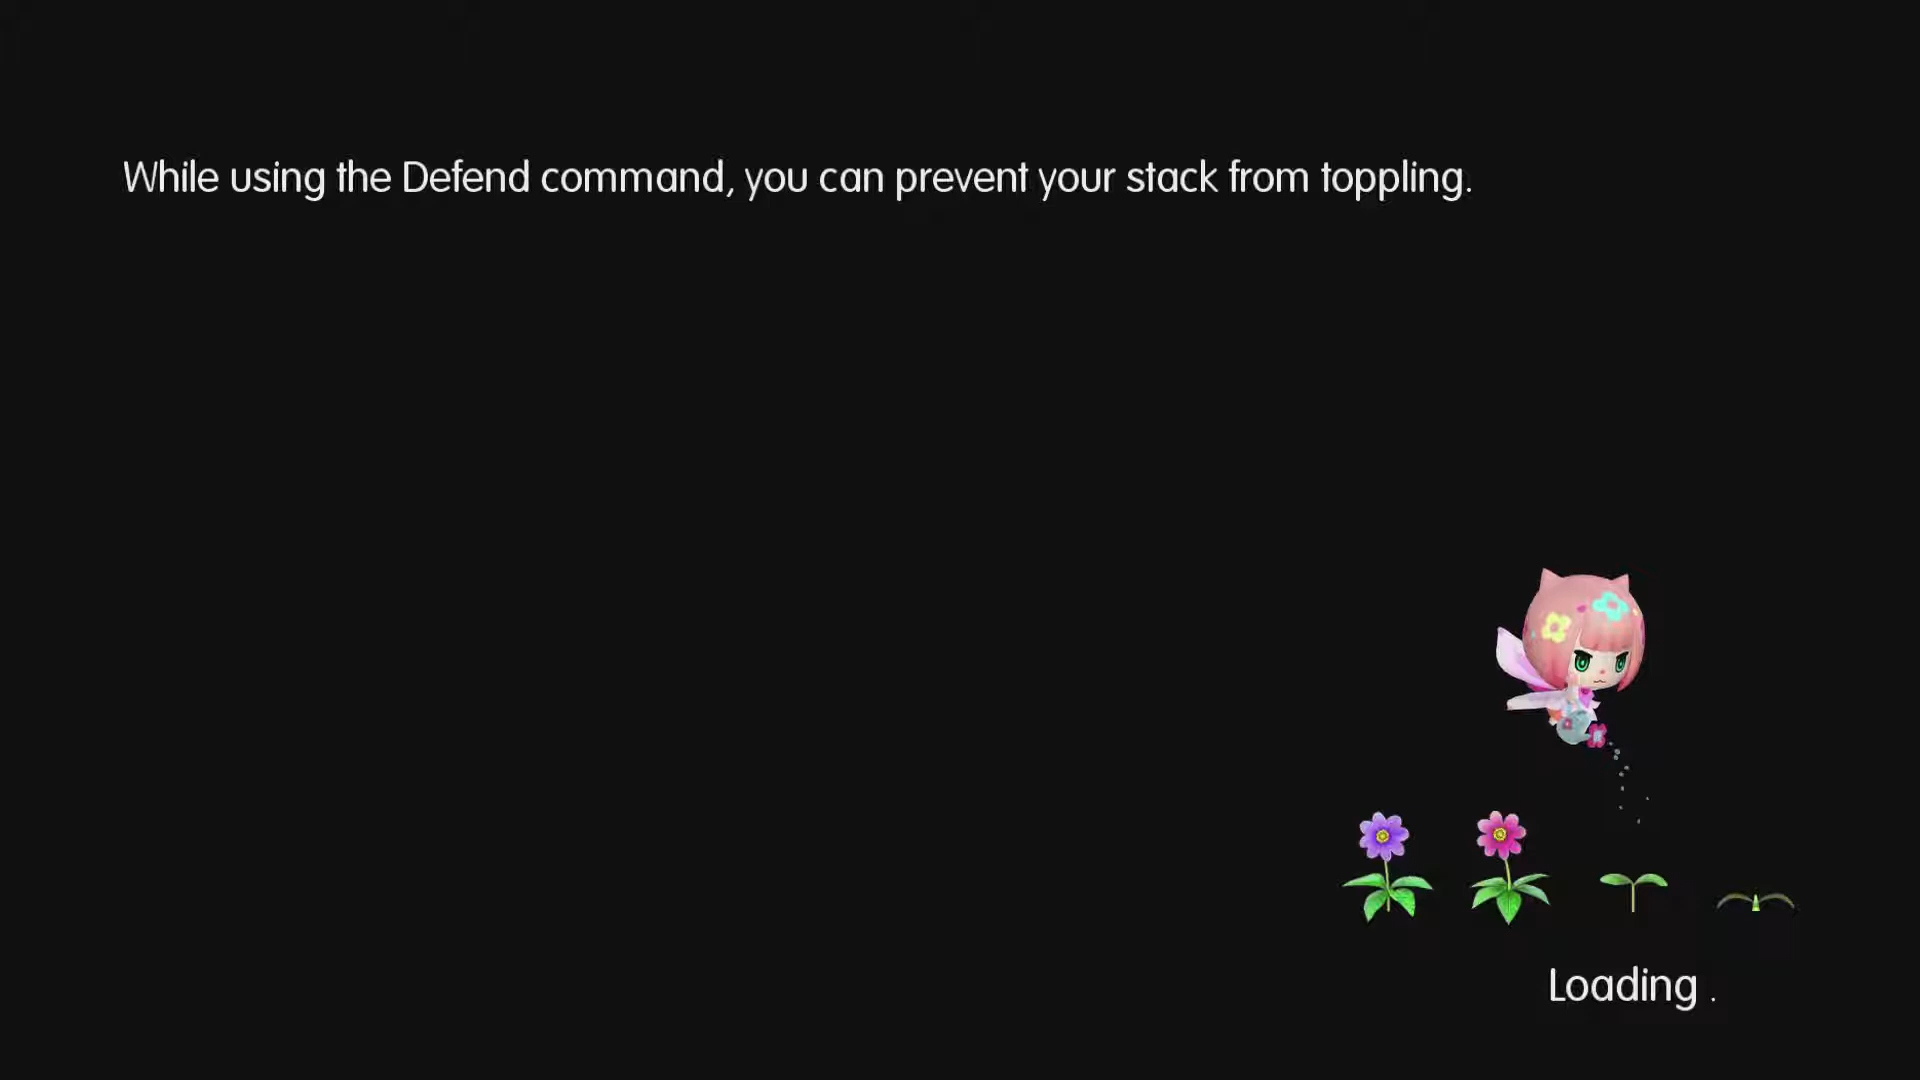 While using the Defend command, you can prevent your stack from toppling.
Loading .